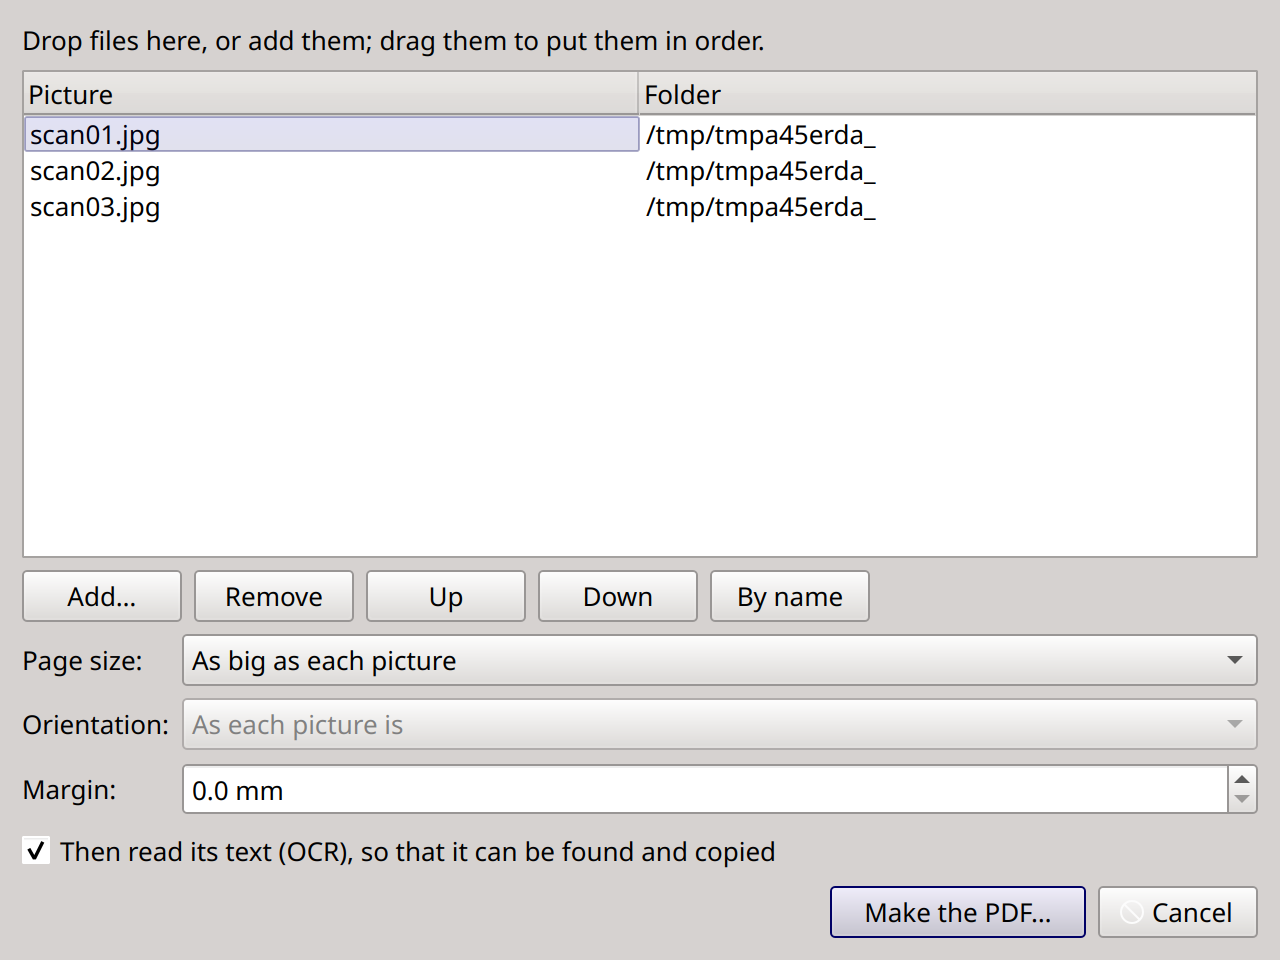 Drop files here, or add them; drag them to put them in order.
Picture Folder
scan01.jpg /tmp/tmpa45erda_
scan02.jpg /tmp/tmpa45erda_
scan03.jpg /tmp/tmpa45erda_
Add... Remove Up Down By name
Page size: As big as each picture
Orientation: As each picture is
Margin: 0.0 mm
Then read its text (OCR), so that it can be found and copied
Make the PDF... Cancel